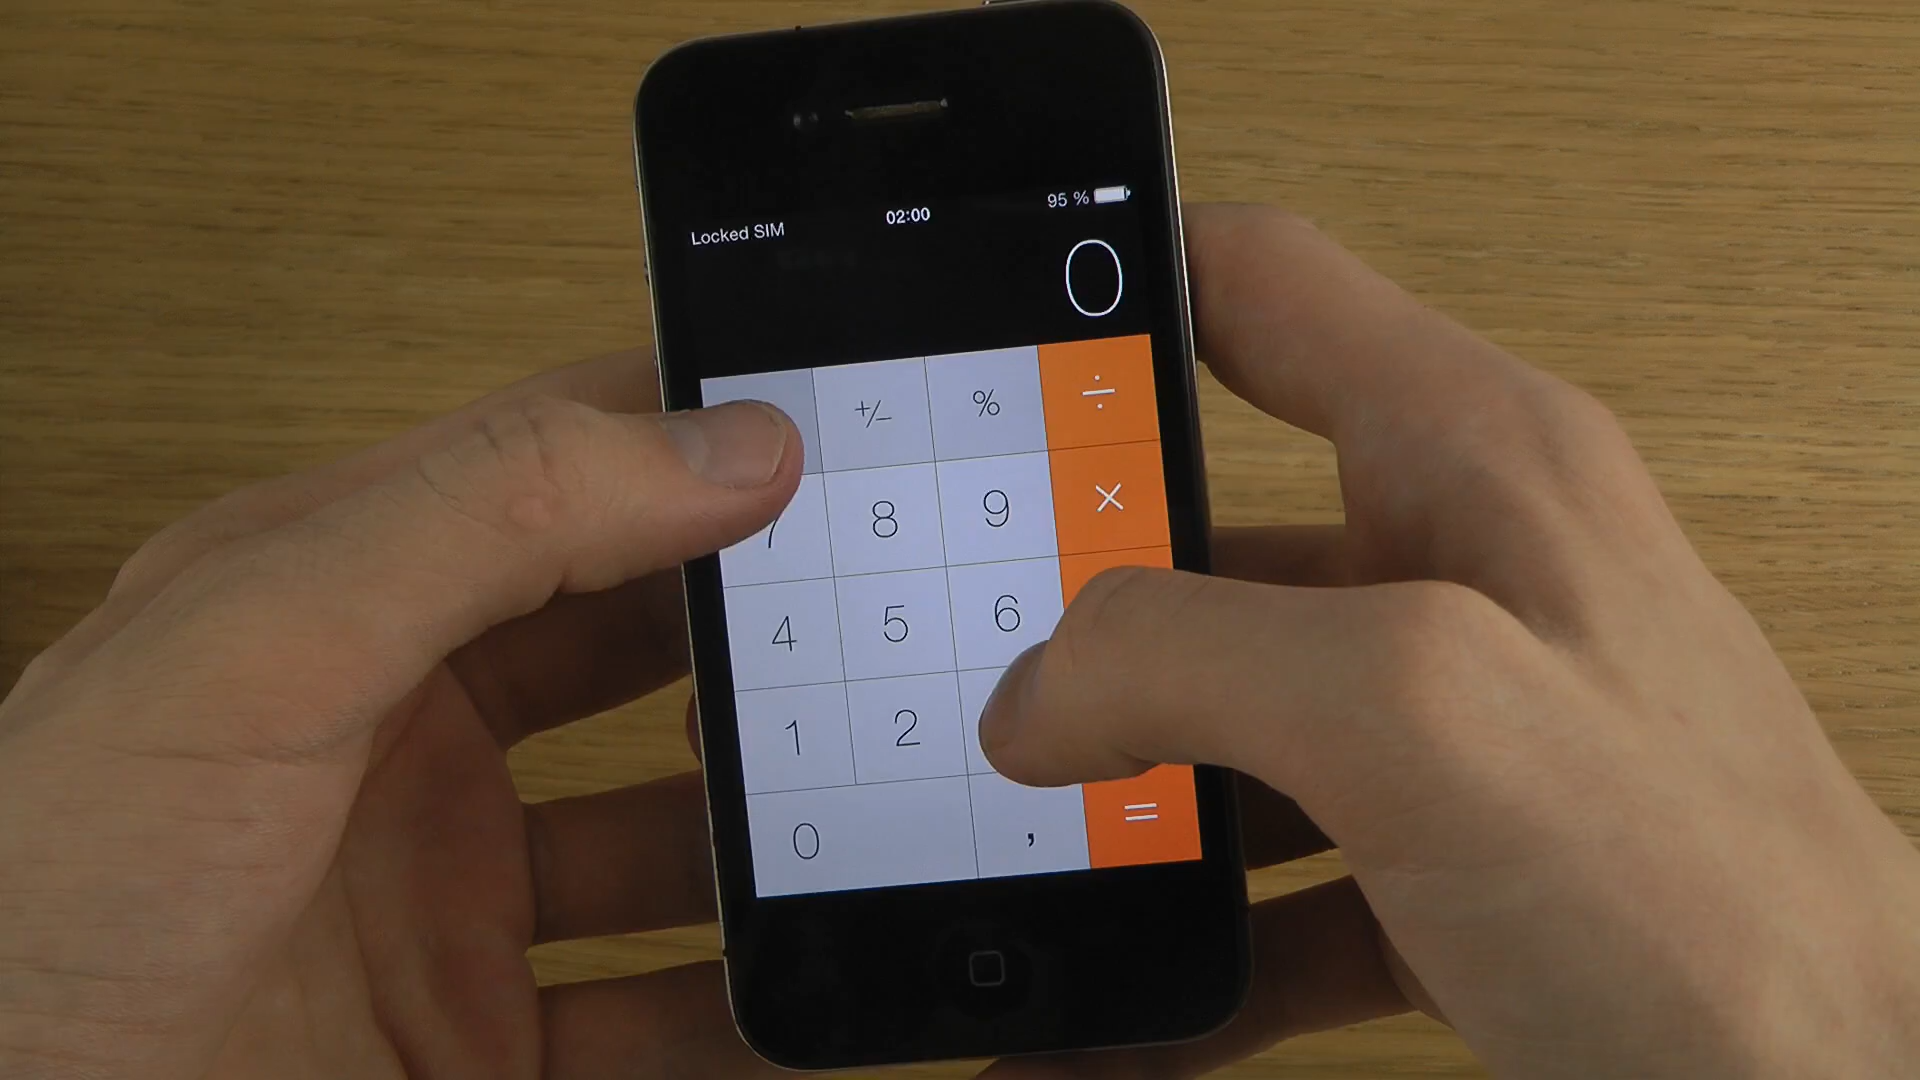 Locked SIM 02:00 95 %
0
+/− % ÷
7 8 9 ×
4 5 6
1 2
0 , =